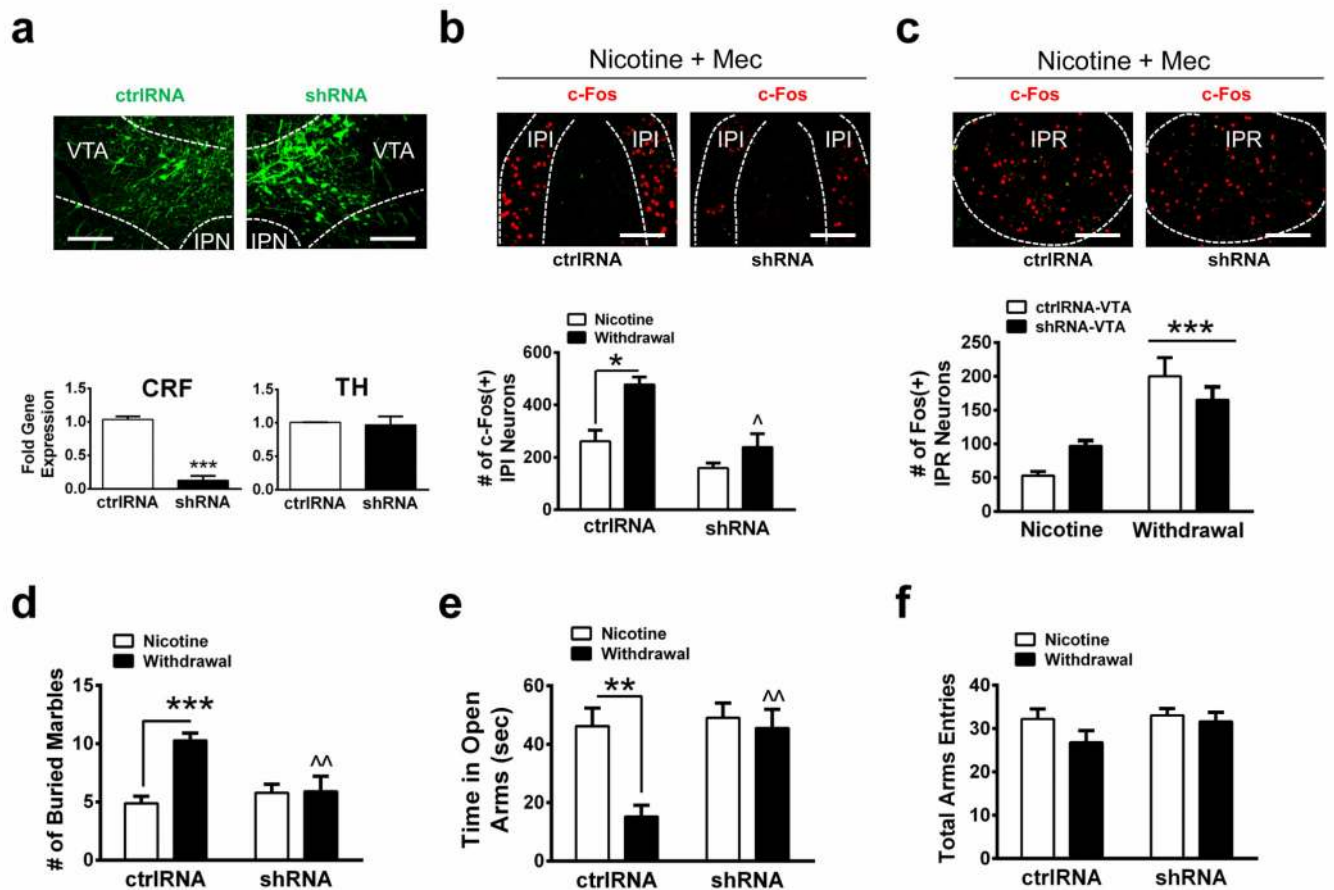 a
ctrlRNA
shRNA
VTA
VTA
IPN
IPN
CRF
TH
Fold Gene
Expression
1.5
1.0
0.5
0.0
1.5
1.0
0.5
0.0
***
ctrlRNA
shRNA
ctrlRNA
shRNA
b
Nicotine + Mec
c-Fos
c-Fos
IPI
IPI
IPI
IPI
ctrlRNA
shRNA
Nicotine
Withdrawal
# of c-Fos(+)
IPI Neurons
600
400
200
0
*
^
ctrlRNA
shRNA
c
Nicotine + Mec
c-Fos
c-Fos
IPR
IPR
ctrlRNA
shRNA
ctrlRNA-VTA
shRNA-VTA
# of Fos(+)
IPR Neurons
250
200
150
100
50
0
***
Nicotine
Withdrawal
d
Nicotine
Withdrawal
# of Buried Marbles
15
10
5
0
***
^^
ctrlRNA
shRNA
e
Nicotine
Withdrawal
Time in Open
Arms (sec)
60
40
20
0
**
^^
ctrlRNA
shRNA
f
Nicotine
Withdrawal
Total Arms Entries
40
30
20
10
0
ctrlRNA
shRNA